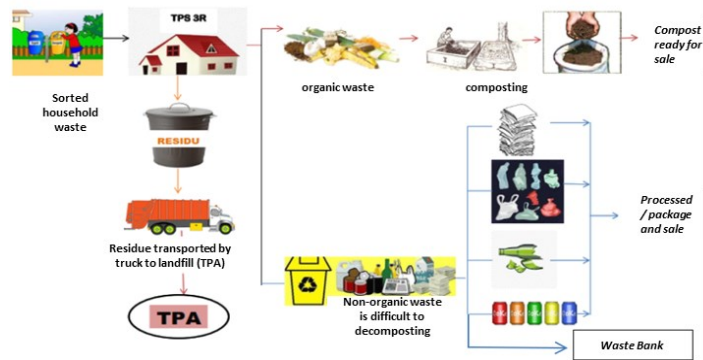 TPS 3R
Sorted
household
waste
organic waste
composting
Compost
ready for
sale
RESIDU
Residue transported by
truck to landfill (TPA)
TPA
Non-organic waste
is difficult to
decomposting
Processed
/ package
and sale
Waste Bank